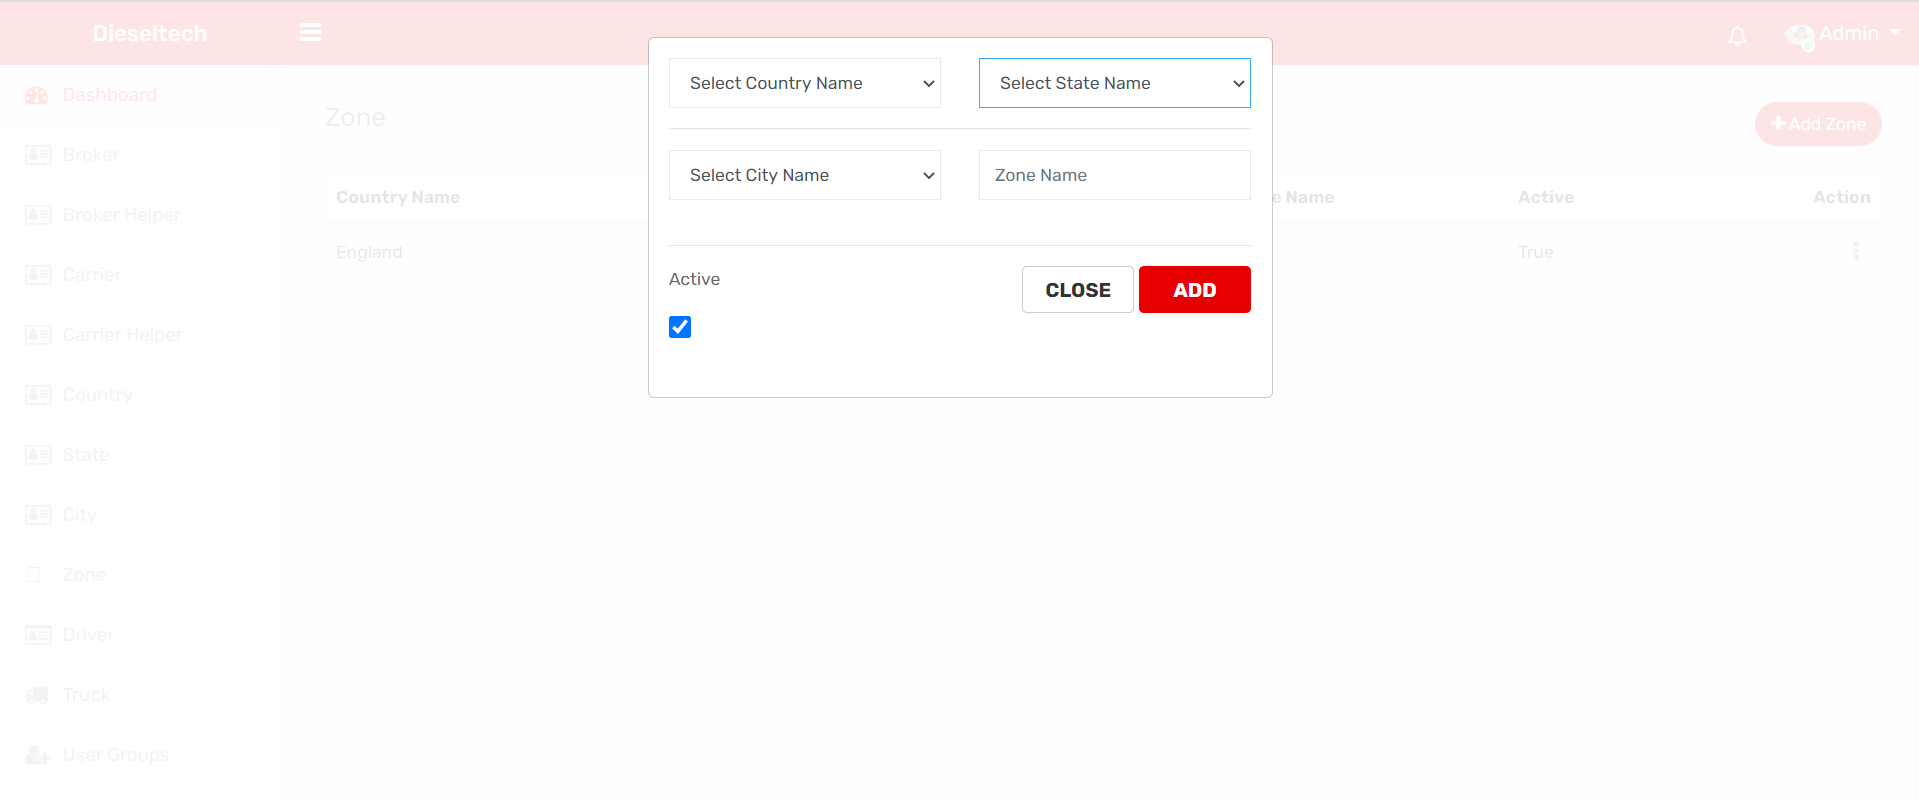 Dieseltech
Admin
Select Country Name
Select State Name
Dashboard
Zone
Add Zone
Broker
Select City Name
Zone Name
Country Name
e Name
Active
Action
Broker Helper
England
True
Carrier
Active
CLOSE
ADD
Carrier Helper
Country
State
City
Zone
Driver
Truck
User Groups